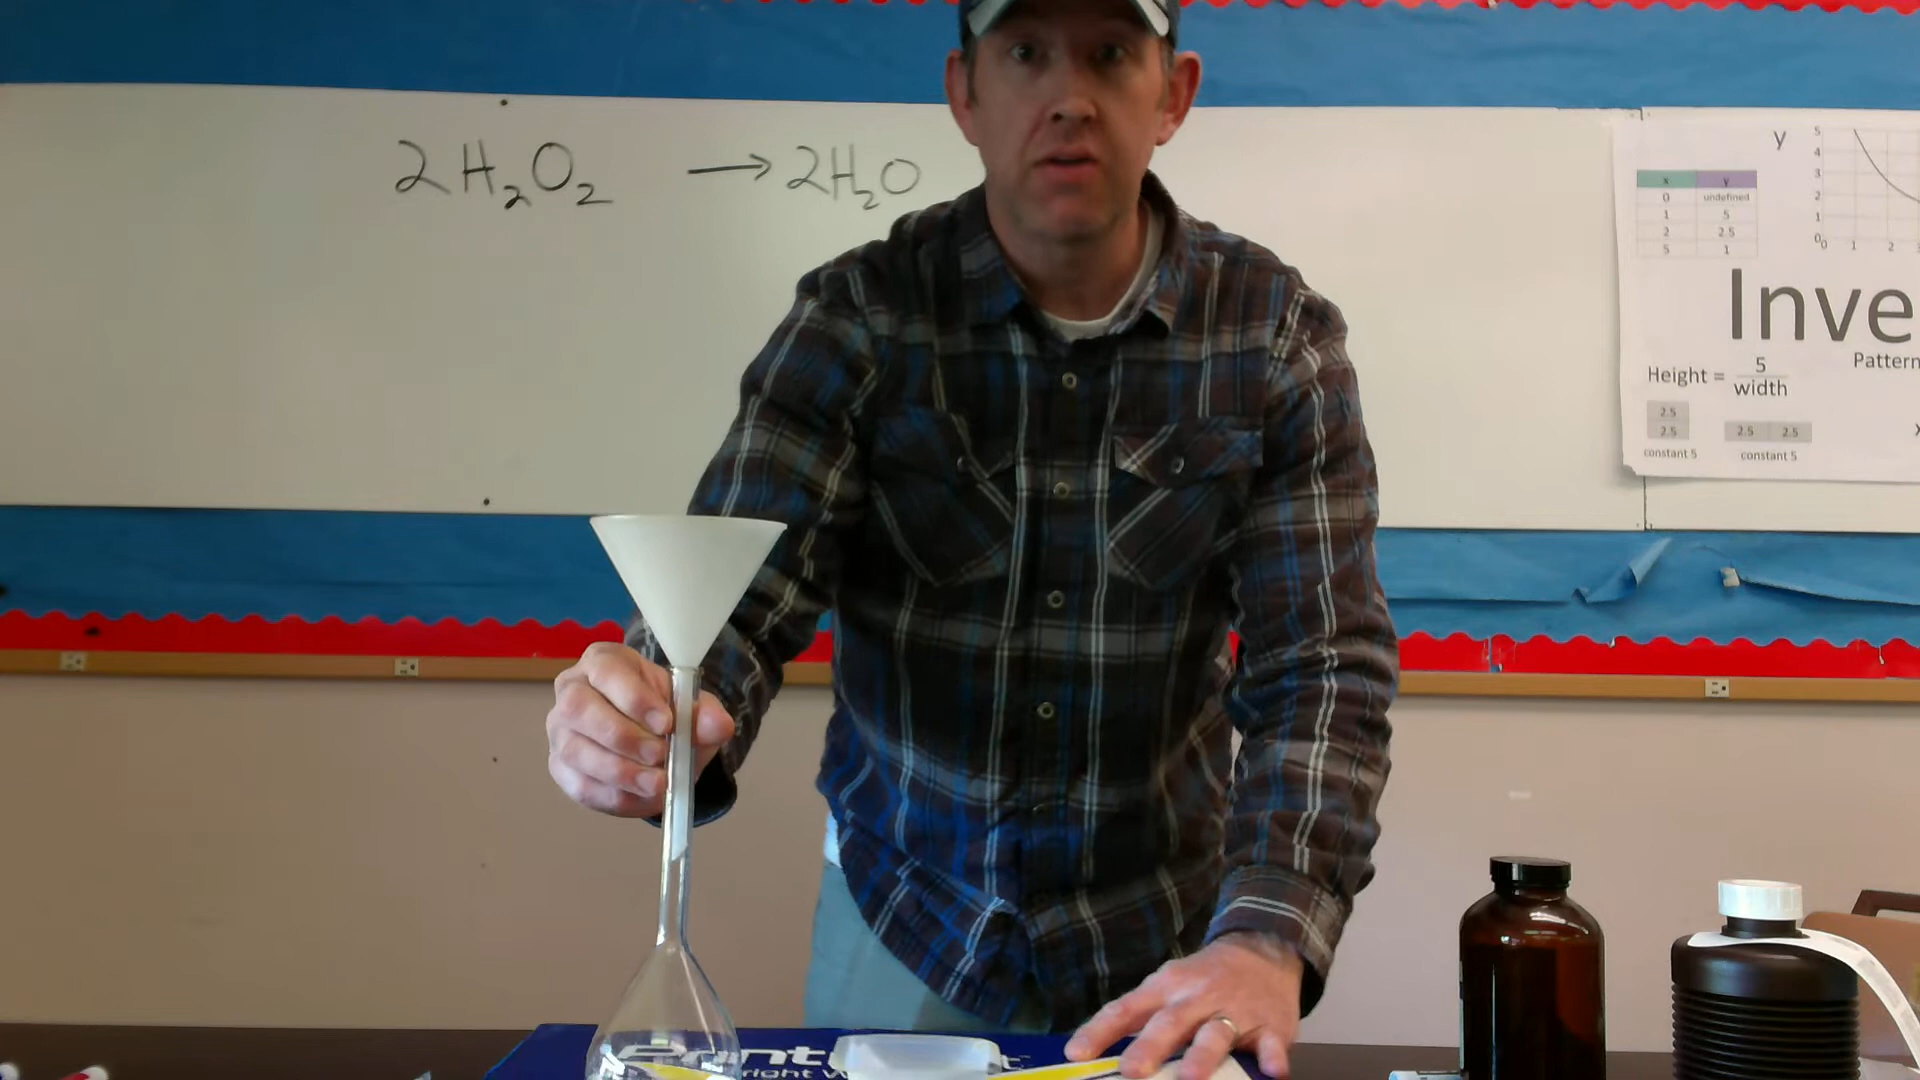 2H₂O₂ → 2H₂O
x y
0 undefined
1 5
2 2.5
5 1
y
5
4
3
2
1
0
0 1 2
Inve
Pattern
Height = 5/width
2.5
2.5
constant 5
2.5 2.5
constant 5
x